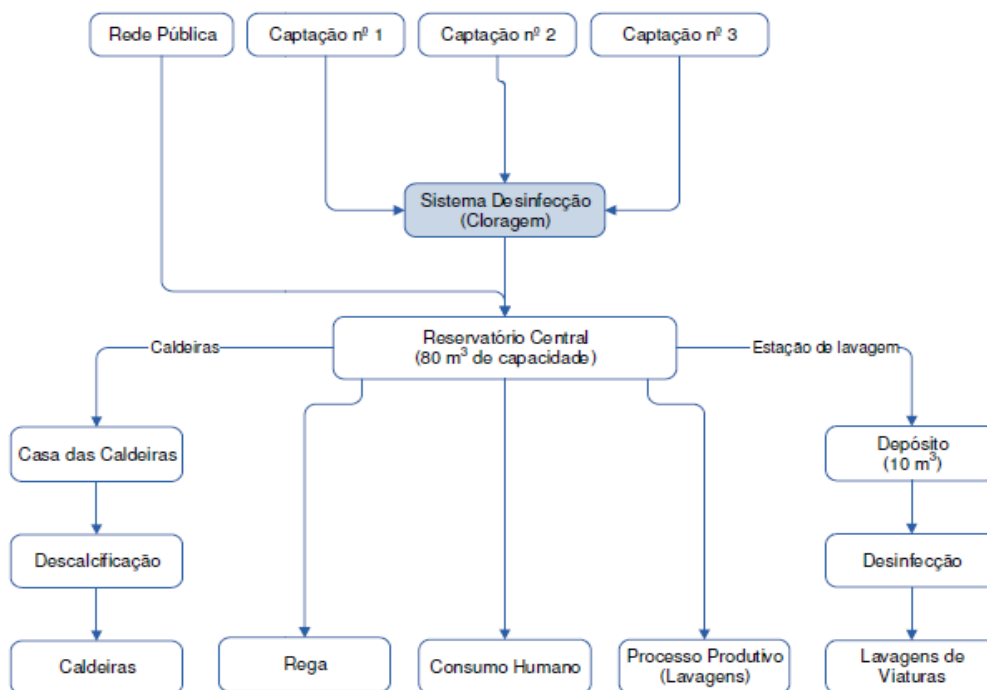 Rede Pública
Captação nº 1
Captação nº 2
Captação nº 3
Sistema Desinfecção
(Cloragem)
Reservatório Central
(80 m³ de capacidade)
Caldeiras
Estação de lavagem
Casa das Caldeiras
Depósito
(10 m³)
Descalcificação
Desinfecção
Caldeiras
Rega
Consumo Humano
Processo Produtivo
(Lavagens)
Lavagens de
Viaturas